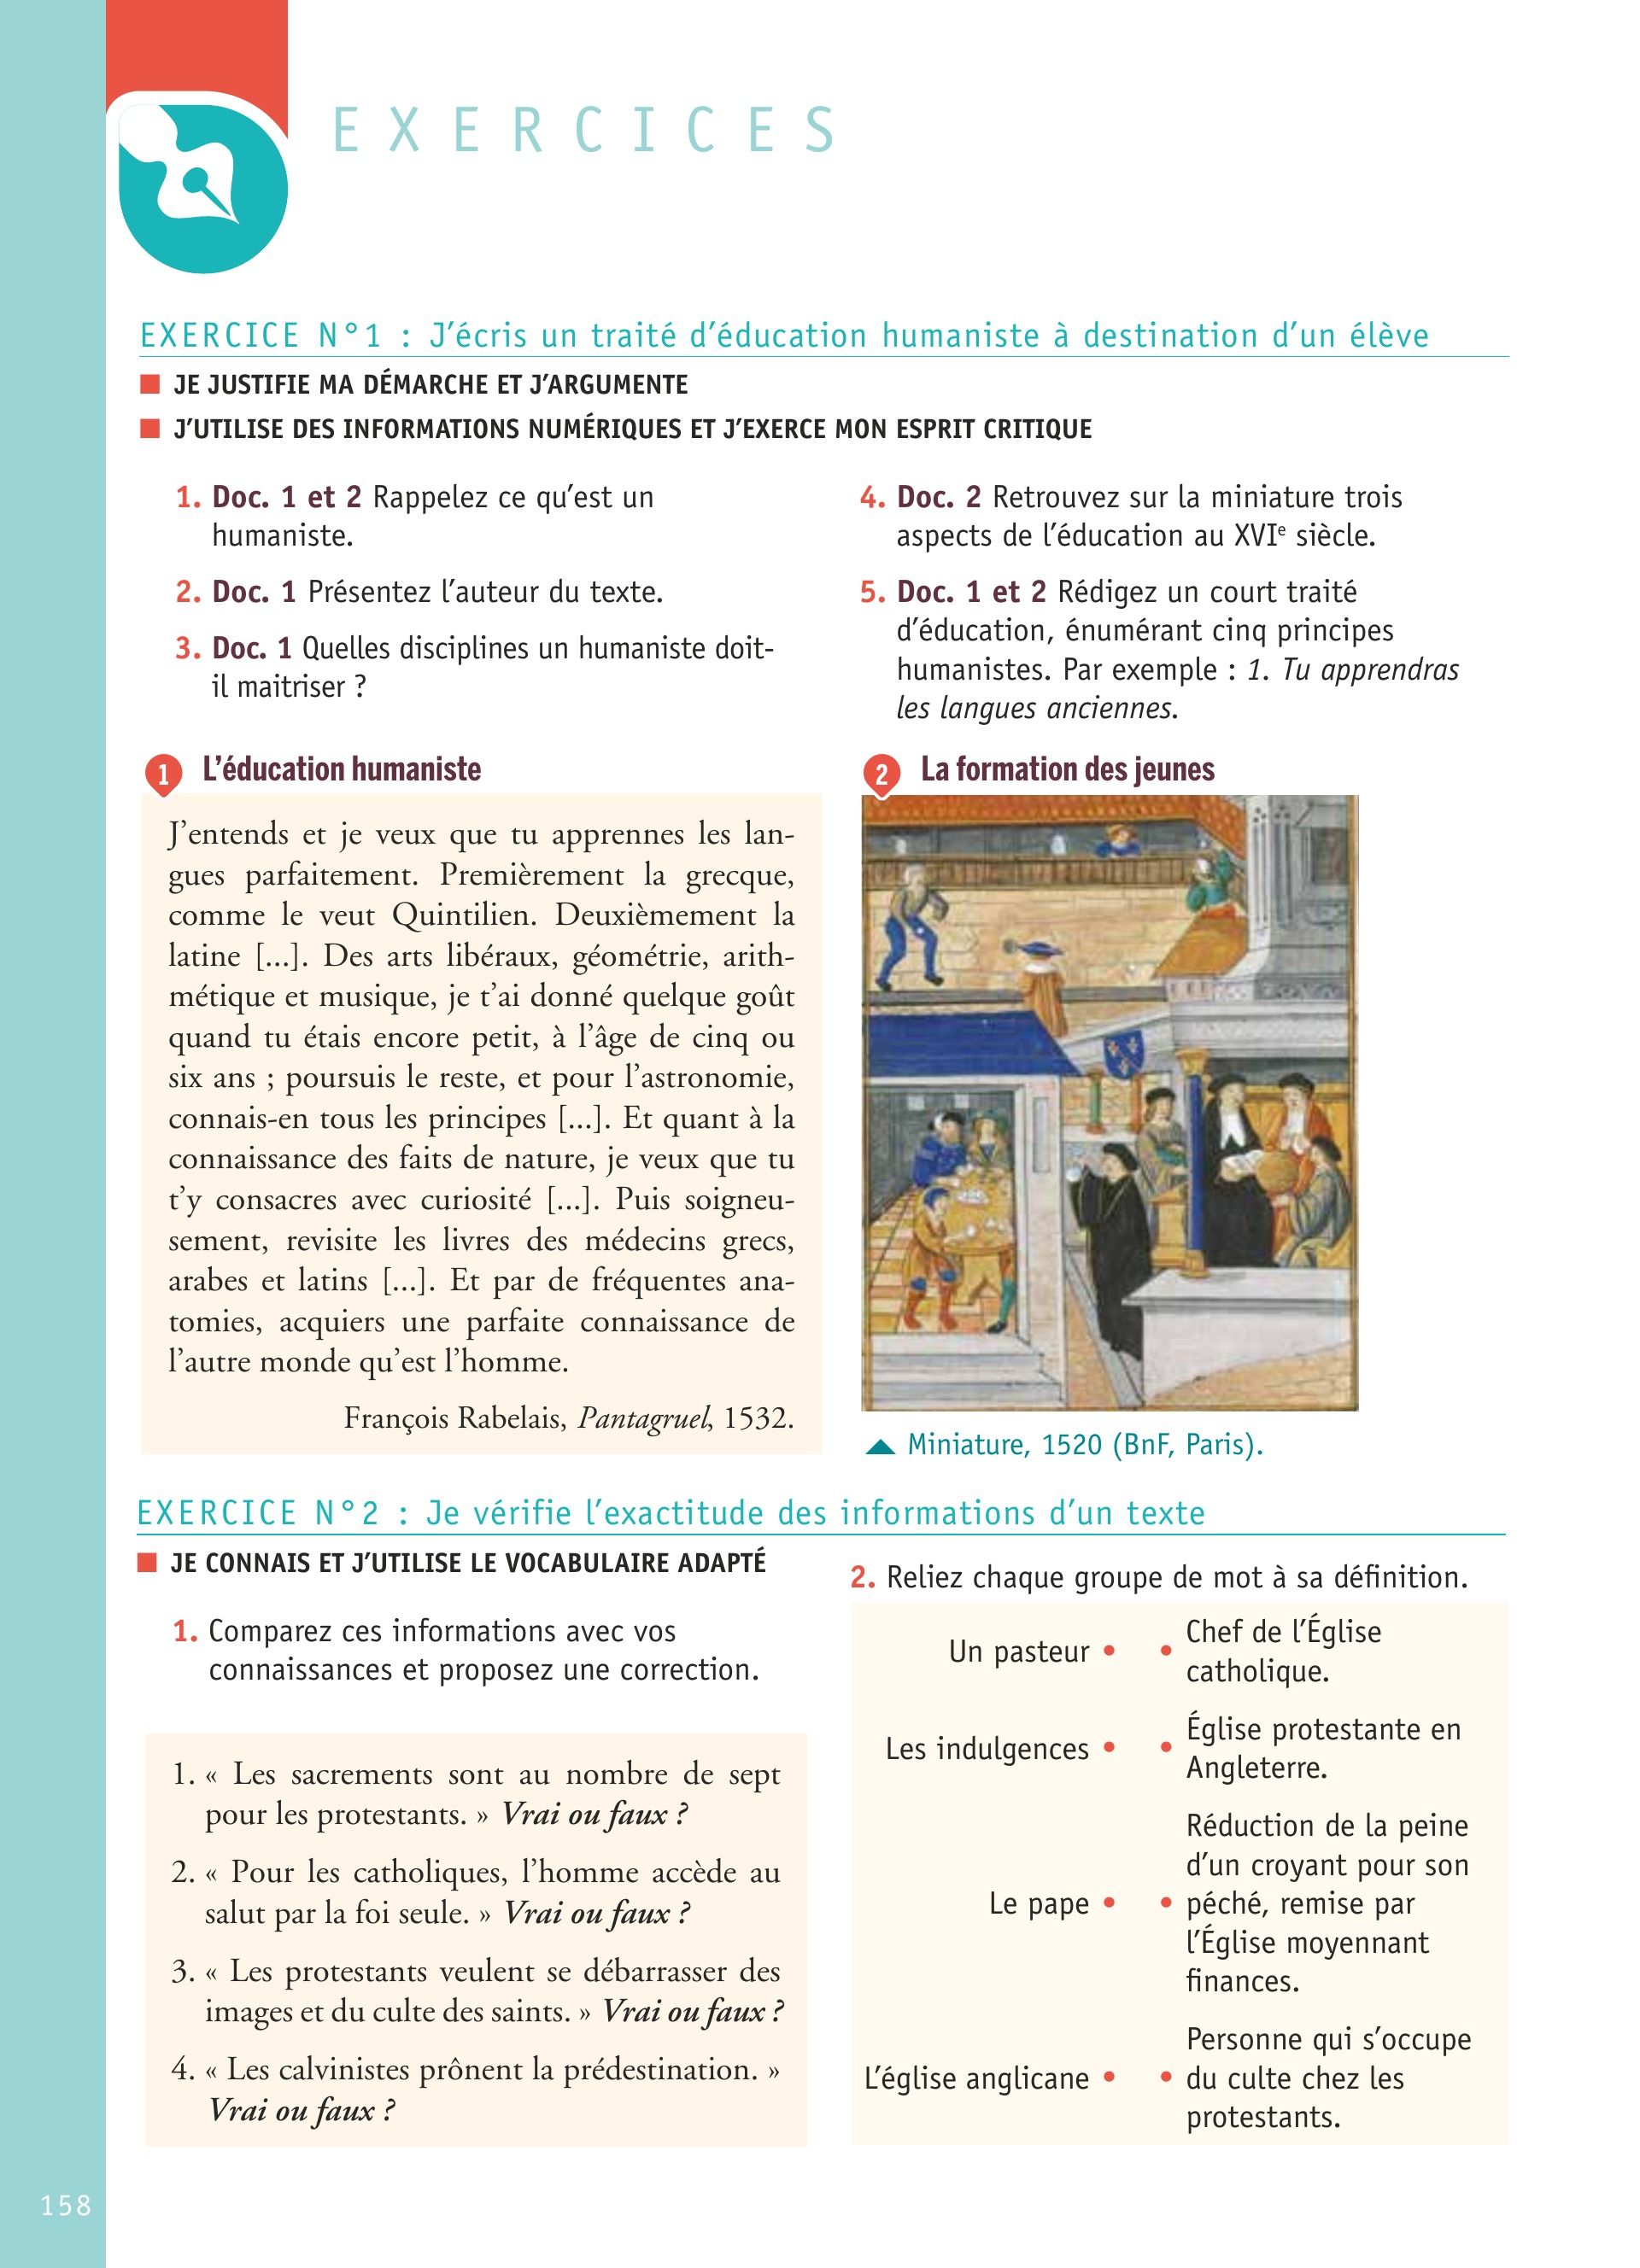 EXERCICES
EXERCICE N°1 : J’écris un traité d’éducation humaniste à destination d’un élève
■ JE JUSTIFIE MA DÉMARCHE ET J’ARGUMENTE
■ J’UTILISE DES INFORMATIONS NUMÉRIQUES ET J’EXERCE MON ESPRIT CRITIQUE
1. Doc. 1 et 2 Rappelez ce qu’est un
humaniste.
2. Doc. 1 Présentez l’auteur du texte.
3. Doc. 1 Quelles disciplines un humaniste doit-
il maitriser ?
4. Doc. 2 Retrouvez sur la miniature trois
aspects de l’éducation au XVIe siècle.
5. Doc. 1 et 2 Rédigez un court traité
d’éducation, énumérant cinq principes
humanistes. Par exemple : 1. Tu apprendras
les langues anciennes.
1 L’éducation humaniste
J’entends et je veux que tu apprennes les lan-
gues parfaitement. Premièrement la grecque,
comme le veut Quintilien. Deuxièmement la
latine [...]. Des arts libéraux, géométrie, arith-
métique et musique, je t’ai donné quelque goût
quand tu étais encore petit, à l’âge de cinq ou
six ans ; poursuis le reste, et pour l’astronomie,
connais-en tous les principes [...]. Et quant à la
connaissance des faits de nature, je veux que tu
t’y consacres avec curiosité [...]. Puis soigneu-
sement, revisite les livres des médecins grecs,
arabes et latins [...]. Et par de fréquentes ana-
tomies, acquiers une parfaite connaissance de
l’autre monde qu’est l’homme.
François Rabelais, Pantagruel, 1532.
2 La formation des jeunes
Miniature, 1520 (BnF, Paris).
EXERCICE N°2 : Je vérifie l’exactitude des informations d’un texte
■ JE CONNAIS ET J’UTILISE LE VOCABULAIRE ADAPTÉ
1. Comparez ces informations avec vos
connaissances et proposez une correction.
1. « Les sacrements sont au nombre de sept
pour les protestants. » Vrai ou faux ?
2. « Pour les catholiques, l’homme accède au
salut par la foi seule. » Vrai ou faux ?
3. « Les protestants veulent se débarrasser des
images et du culte des saints. » Vrai ou faux ?
4. « Les calvinistes prônent la prédestination. »
Vrai ou faux ?
2. Reliez chaque groupe de mot à sa définition.
Un pasteur •
• Chef de l’Église
catholique.
Les indulgences •
• Église protestante en
Angleterre.
Le pape •
• Réduction de la peine
d’un croyant pour son
péché, remise par
l’Église moyennant
finances.
L’église anglicane •
• Personne qui s’occupe
du culte chez les
protestants.
158